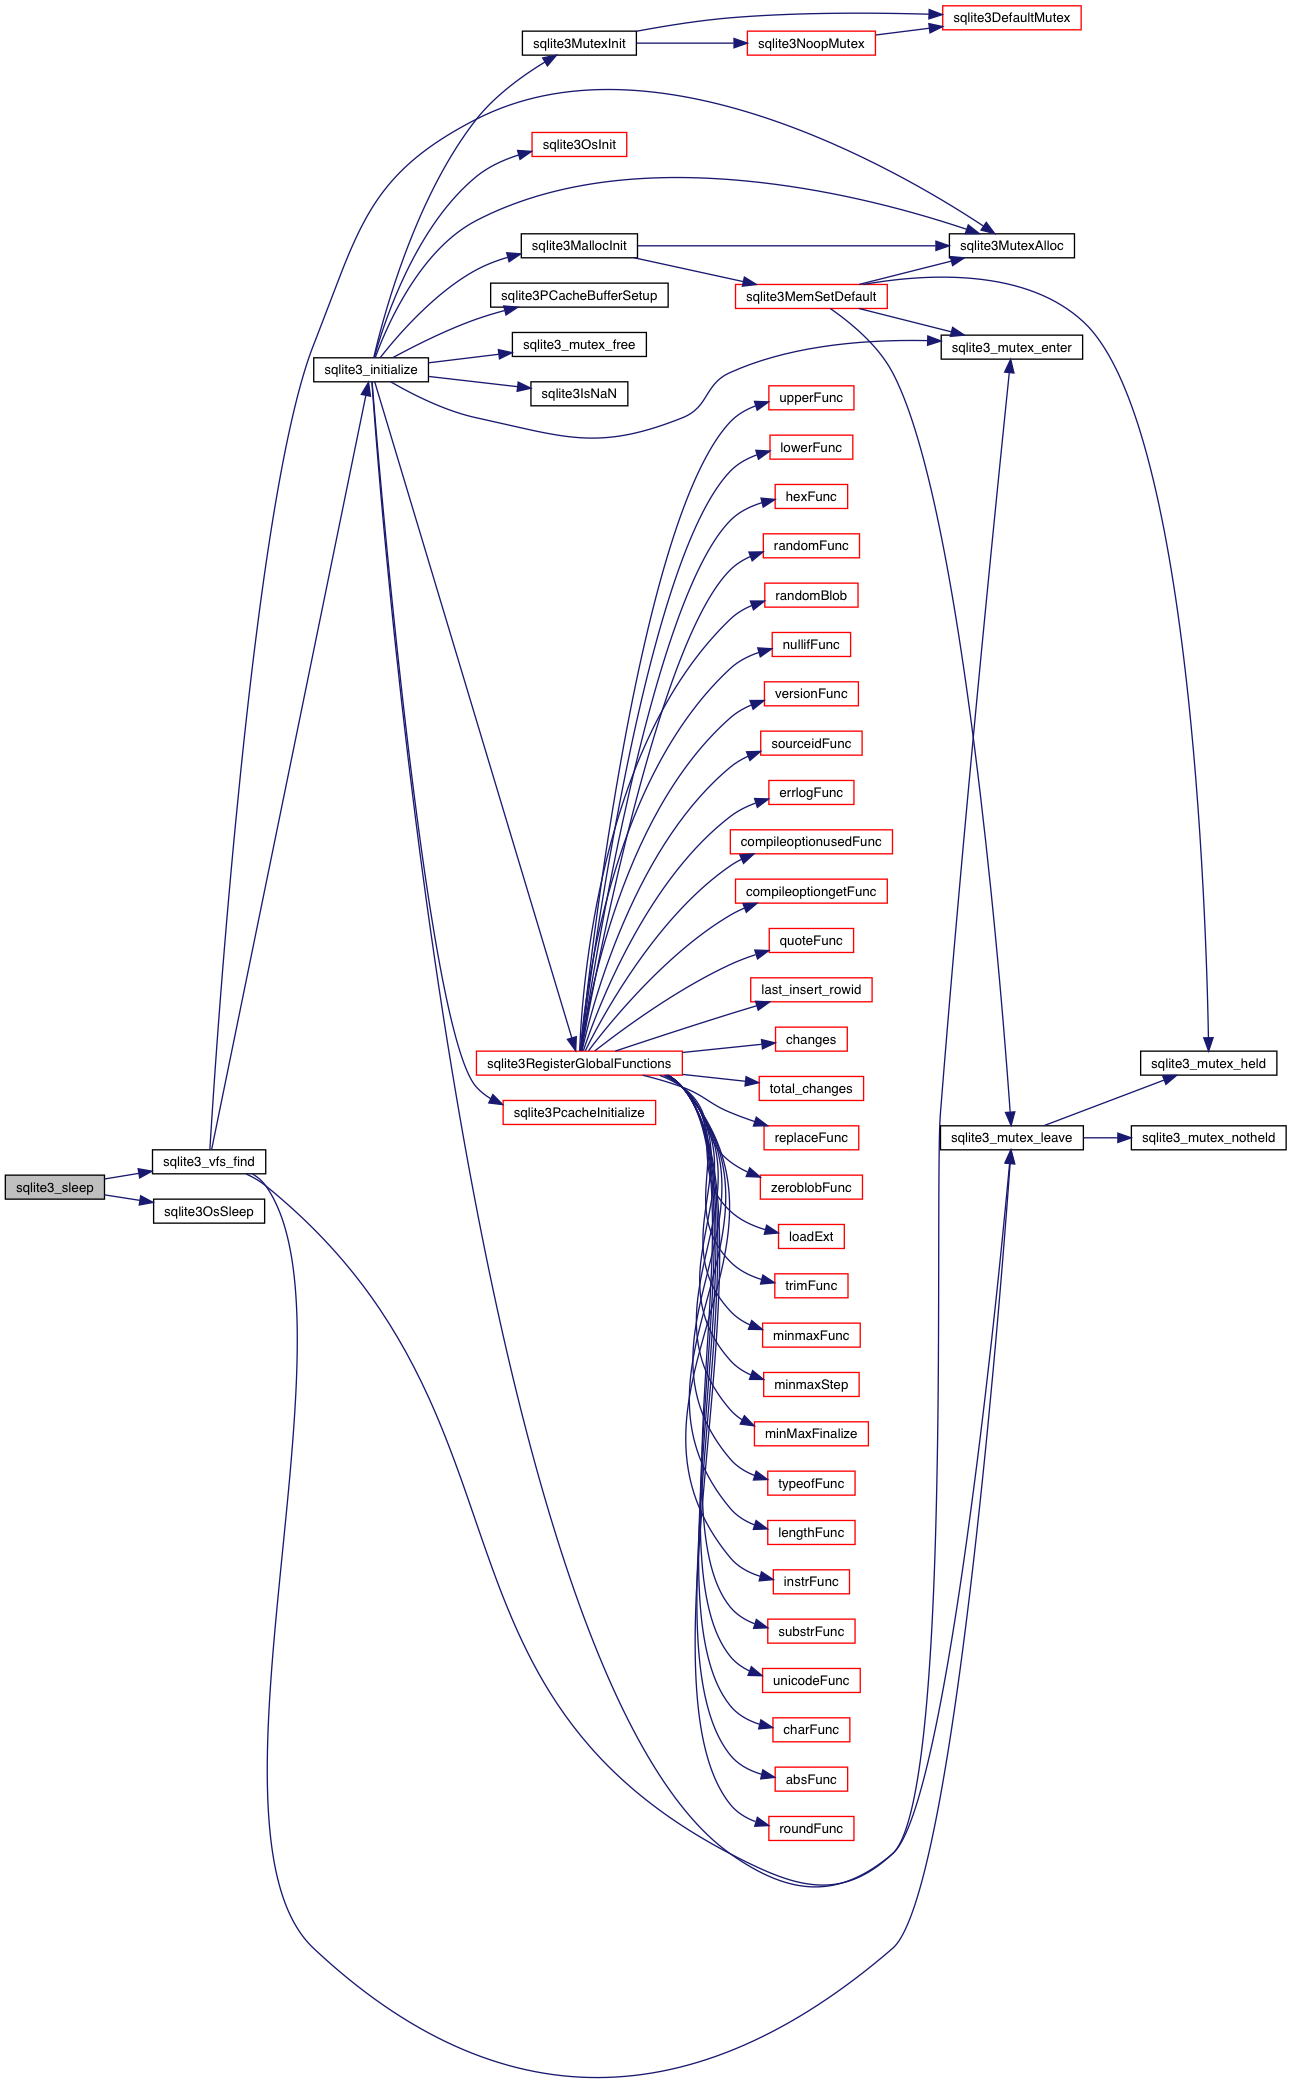 sqlite3DefaultMutex
sqlite3MutexInit
sqlite3NoopMutex
sqlite3OsInit
sqlite3MallocInit
sqlite3MutexAlloc
sqlite3PCacheBufferSetup
sqlite3MemSetDefault
sqlite3_mutex_free
sqlite3_mutex_enter
sqlite3_initialize
sqlite3IsNaN
upperFunc
lowerFunc
hexFunc
randomFunc
randomBlob
nullifFunc
versionFunc
sourceidFunc
errlogFunc
compileoptionusedFunc
compileoptiongetFunc
quoteFunc
last_insert_rowid
changes
sqlite3RegisterGlobalFunctions
sqlite3_mutex_held
total_changes
sqlite3PcacheInitialize
replaceFunc
sqlite3_mutex_leave
sqlite3_mutex_notheld
sqlite3_vfs_find
sqlite3_sleep
zeroblobFunc
sqlite3OsSleep
loadExt
trimFunc
minmaxFunc
minmaxStep
minMaxFinalize
typeofFunc
lengthFunc
instrFunc
substrFunc
unicodeFunc
charFunc
absFunc
roundFunc